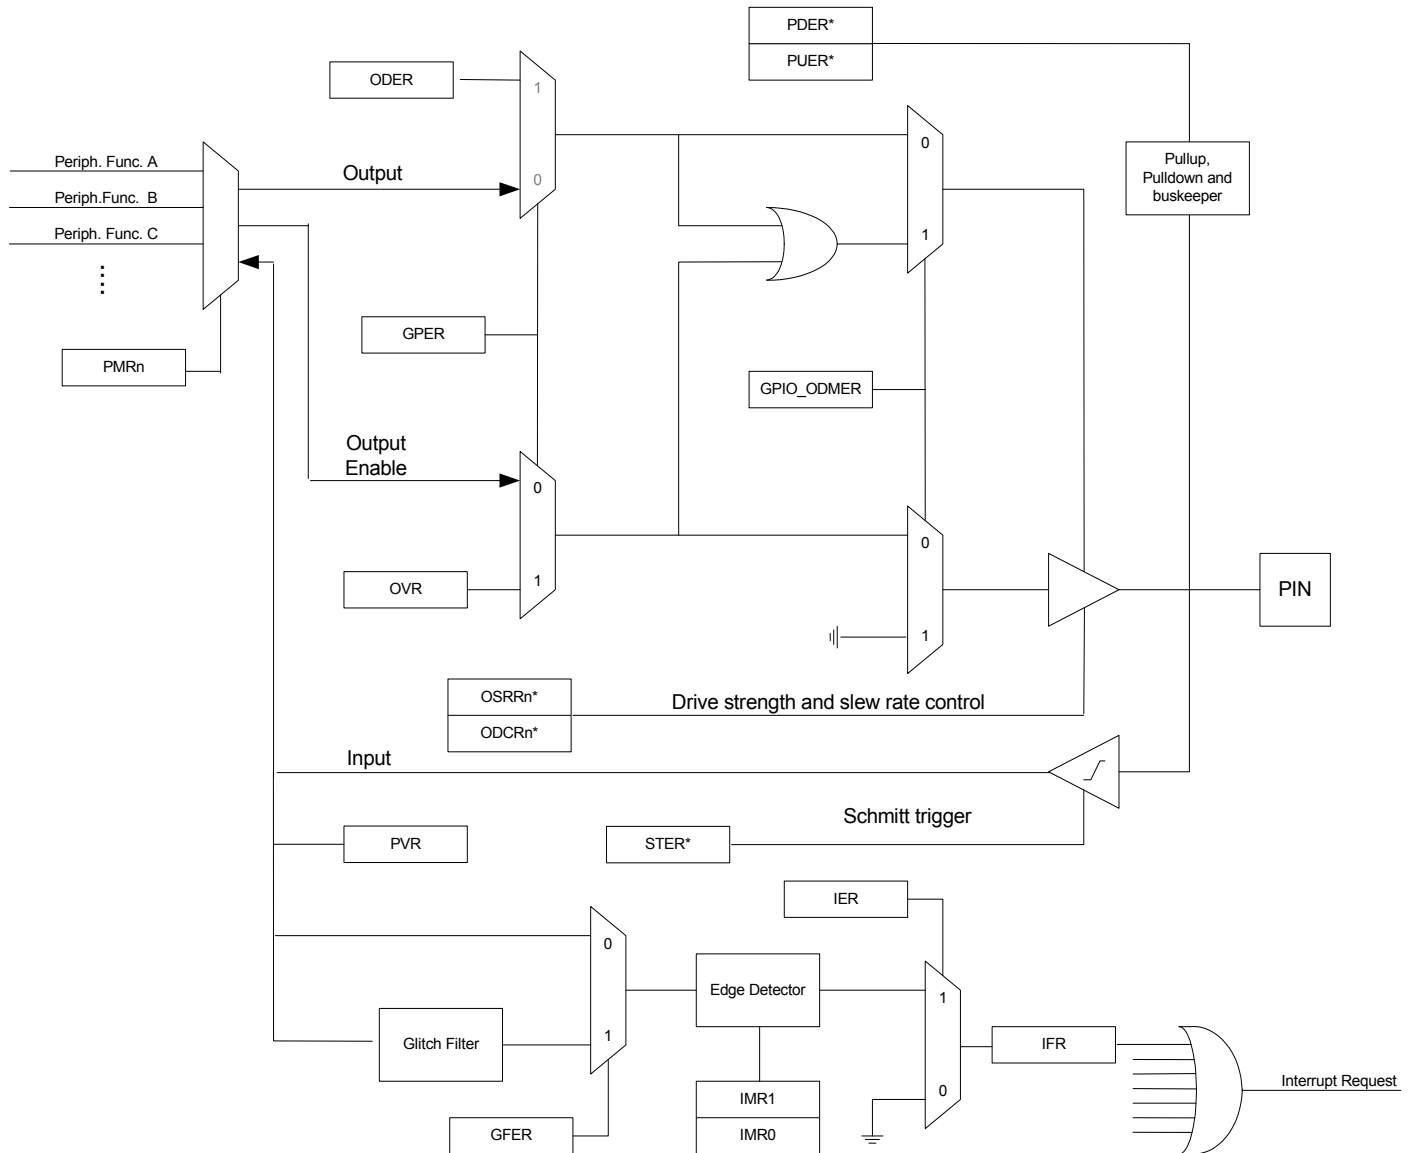 PDER*
PUER*
ODER
1
0
Periph. Func. A
Periph.Func. B
Periph. Func. C
Output
0
1
Pullup,
Pulldown and
buskeeper
GPER
PMRn
GPIO_ODMER
Output
Enable
0
1
OVR
0
1
PIN
OSRRn*
ODCRn*
Drive strength and slew rate control
Input
Schmitt trigger
PVR
STER*
IER
0
1
Glitch Filter
Edge Detector
1
0
IFR
Interrupt Request
IMR1
IMR0
GFER